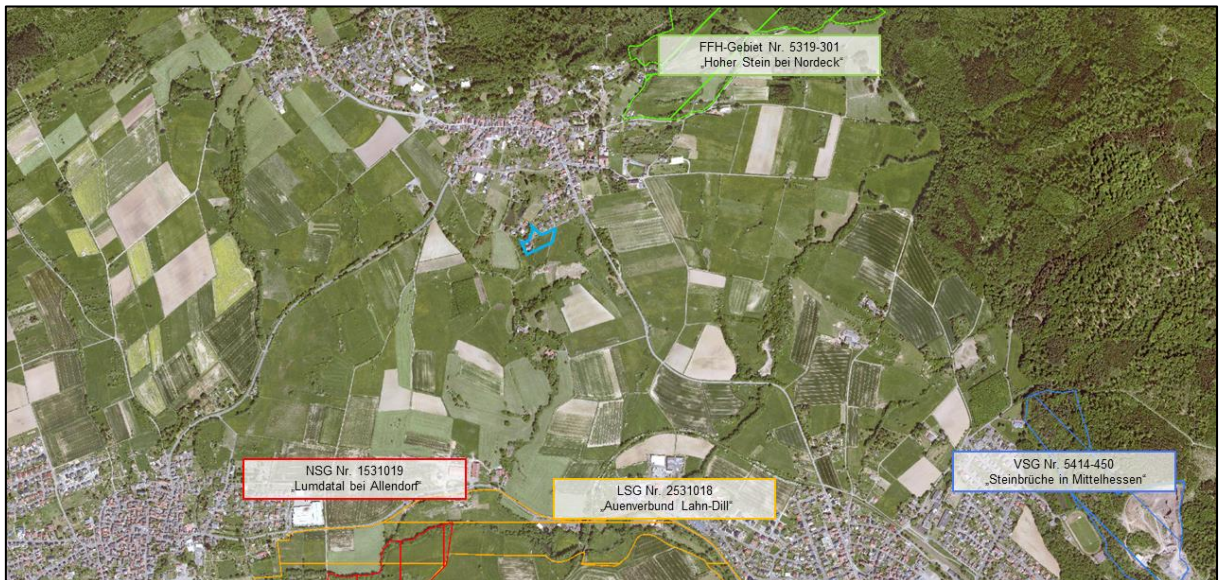 FFH-Gebiet Nr. 5319-301
„Hoher Stein bei Nordeck“
NSG Nr. 1531019
„Lumdatal bei Allendorf“
LSG Nr. 2531018
„Auenverbund Lahn-Dill“
VSG Nr. 5414-450
„Steinbrüche in Mittelhessen“